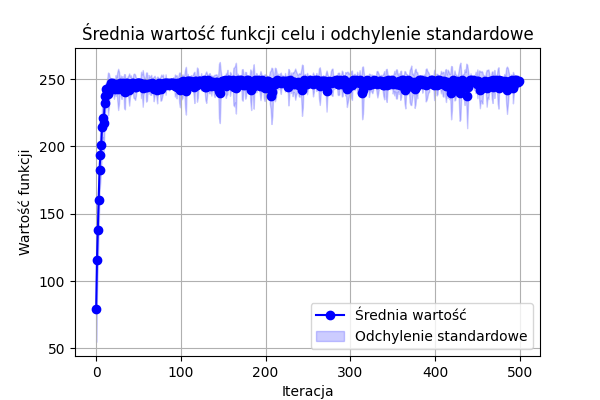 Średnia wartość funkcji celu i odchylenie standardowe
Wartość funkcji
250
200
150
100
50
0
100
200
300
400
500
Iteracja
Średnia wartość
Odchylenie standardowe